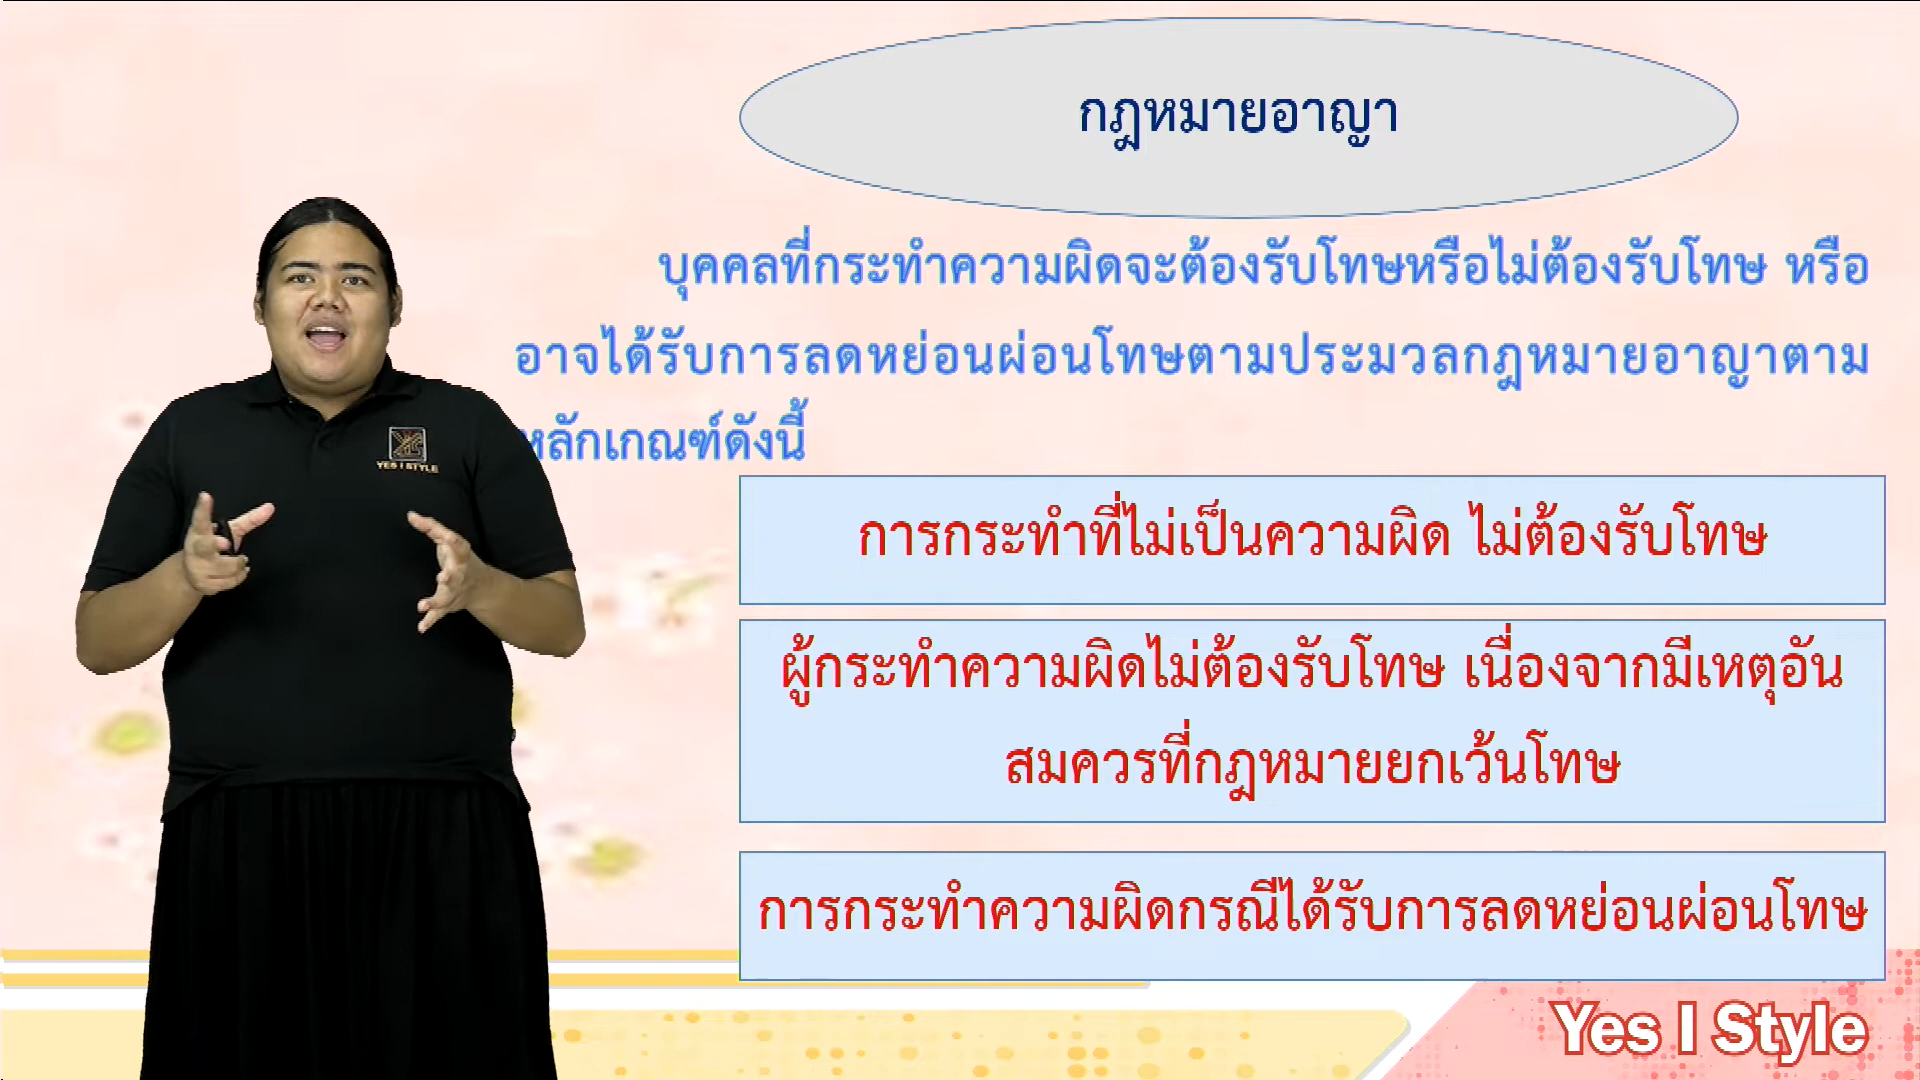 กฎหมายอาญา
บุคคลที่กระทำความผิดจะต้องรับโทษหรือไม่ต้องรับโทษ หรือ
อาจได้รับการลดหย่อนผ่อนโทษตามประมวลกฎหมายอาญาตาม
หลักเกณฑ์ดังนี้
YES I STYLE
การกระทำที่ไม่เป็นความผิด ไม่ต้องรับโทษ
ผู้กระทำความผิดไม่ต้องรับโทษ เนื่องจากมีเหตุอัน
สมควรที่กฎหมายยกเว้นโทษ
การกระทำความผิดกรณีได้รับการลดหย่อนผ่อนโทษ
Yes I Style